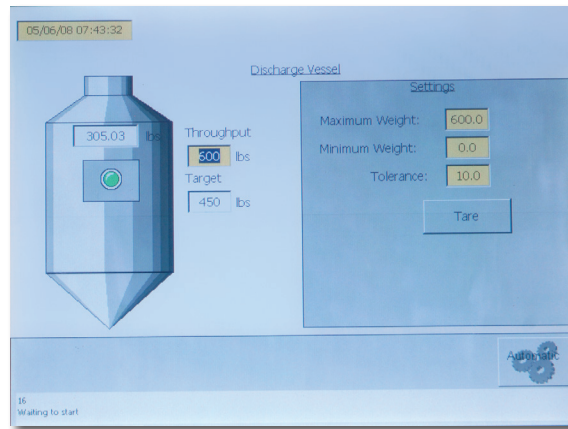 05/06/08 07:43:32
Discharge Vessel
305.03 lbs
Throughput
600 lbs
Target
450 lbs
Settings
Maximum Weight: 600.0
Minimum Weight: 0.0
Tolerance: 10.0
Tare
Automatic
16
Waiting to start